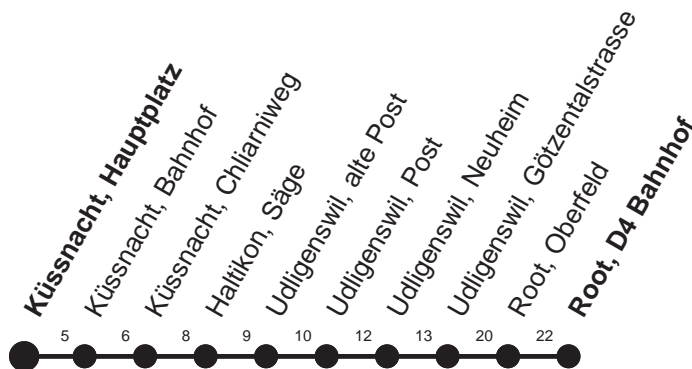 Küssnacht, Hauptplatz
Küssnacht, Bahnhof
Küssnacht, Chliarniweg
Haltikon, Säge
Udligenswil, alte Post
Udligenswil, Post
Udligenswil, Neuheim
Udligenswil, Götzentalstrasse
Root, Oberfeld
Root, D4 Bahnhof
5 6 8 9 10 12 13 20 22